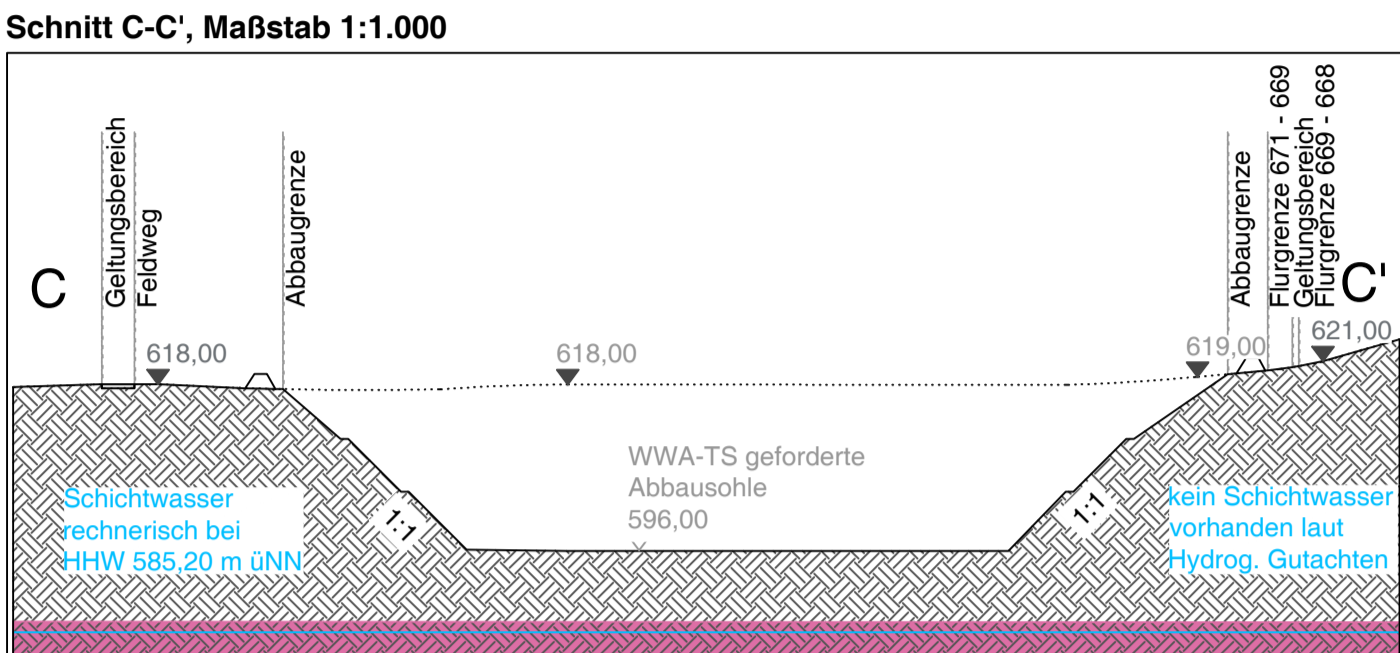 Schnitt C-C', Maßstab 1:1.000
Geltungsbereich
Feldweg
Abbaugrenze
Abbaugrenze
Flurgrenze 671 - 669
Geltungsbereich
Flurgrenze 669 - 668
C
C'
618,00
618,00
619,00
621,00
WWA-TS geforderte
Abbausohle
596,00
Schichtwasser
rechnerisch bei
HHW 585,20 m üNN
1:1
1:1
kein Schichtwasser
vorhanden laut
Hydrog. Gutachten